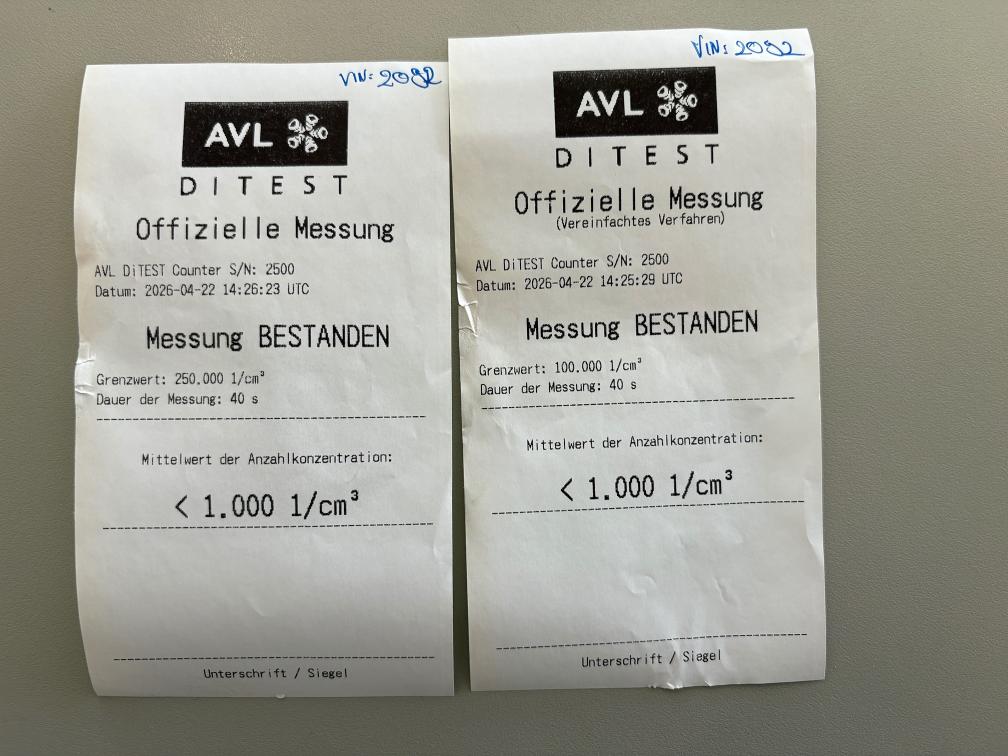 VIN: 2092
AVL
DITEST
Offizielle Messung
AVL DiTEST Counter S/N: 2500
Datum: 2026-04-22 14:26:23 UTC
Messung BESTANDEN
Grenzwert: 250.000 1/cm³
Dauer der Messung: 40 s
Mittelwert der Anzahlkonzentration:
< 1.000 1/cm³
Unterschrift / Siegel
VIN: 2092
AVL
DITEST
Offizielle Messung
(Vereinfachtes Verfahren)
AVL DiTEST Counter S/N: 2500
Datum: 2026-04-22 14:25:29 UTC
Messung BESTANDEN
Grenzwert: 100.000 1/cm³
Dauer der Messung: 40 s
Mittelwert der Anzahlkonzentration:
< 1.000 1/cm³
Unterschrift / Siegel